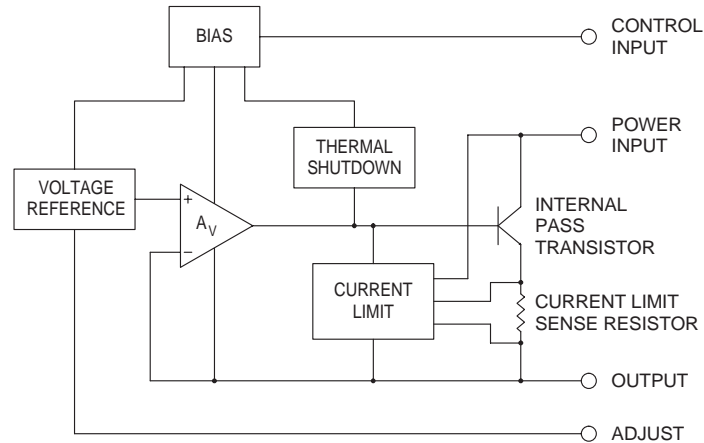 BIAS
CONTROL
INPUT
THERMAL
SHUTDOWN
POWER
INPUT
VOLTAGE
REFERENCE
+
AV
−
INTERNAL
PASS
TRANSISTOR
CURRENT
LIMIT
CURRENT LIMIT
SENSE RESISTOR
OUTPUT
ADJUST